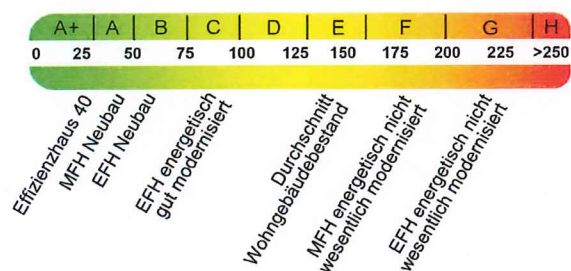 A+ A B C D E F G H
0 25 50 75 100 125 150 175 200 225 >250
Effizienzhaus 40
MFH Neubau
EFH Neubau
EFH energetisch
gut modernisiert
Durchschnitt
Wohngebäudebestand
MFH energetisch nicht
wesentlich modernisiert
EFH energetisch nicht
wesentlich modernisiert